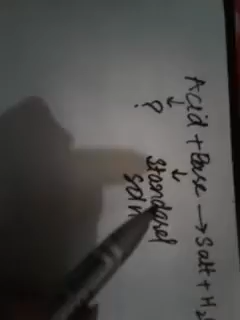 Acid + Base → Salt + H2
↓ ↓
? Standard
soln